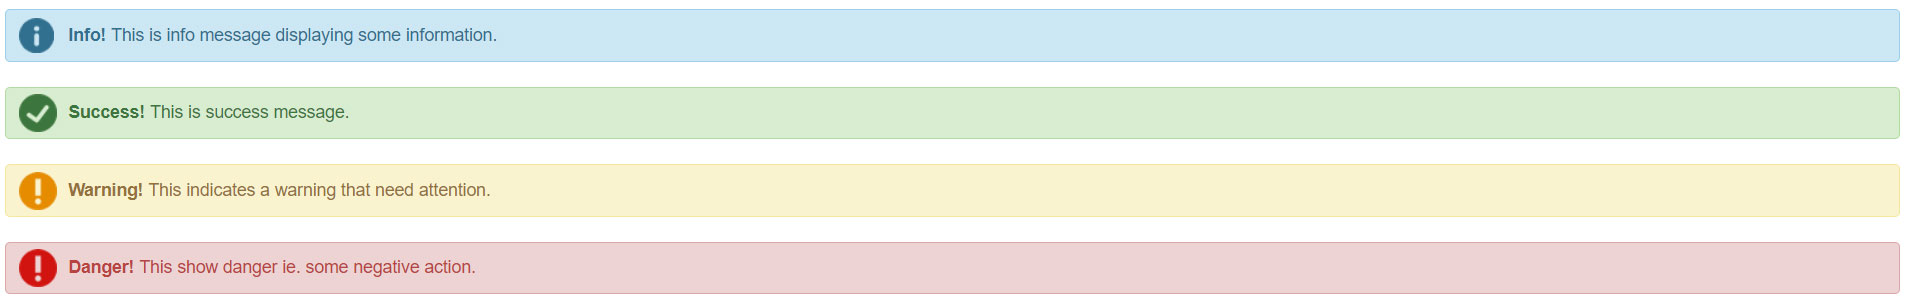 Info! This is info message displaying some information.
Success! This is success message.
Warning! This indicates a warning that need attention.
Danger! This show danger ie. some negative action.